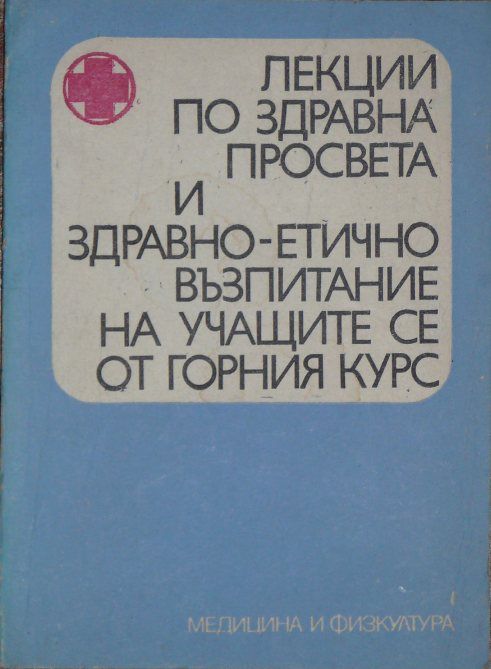 ЛЕКЦИИ
ПО ЗДРАВНА
ПРОСВЕТА
И
ЗДРАВНО-ЕТИЧНО
ВЪЗПИТАНИЕ
НА УЧАЩИТЕ СЕ
ОТ ГОРНИЯ КУРС
МЕДИЦИНА И ФИЗКУЛТУРА